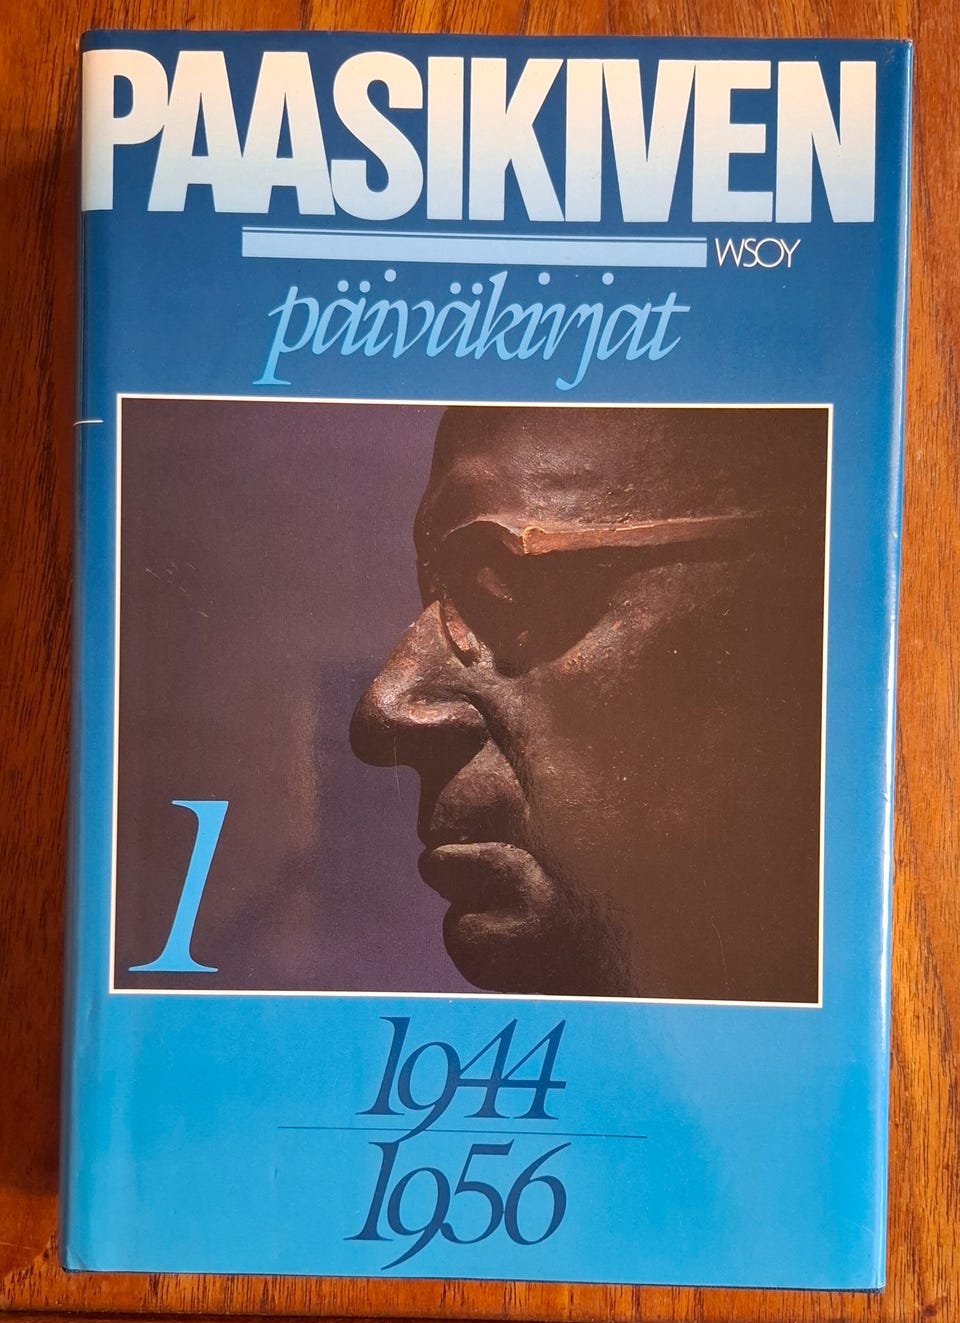 PAASIKIVEN
WSOY
päiväkirjat
1
1944
1956